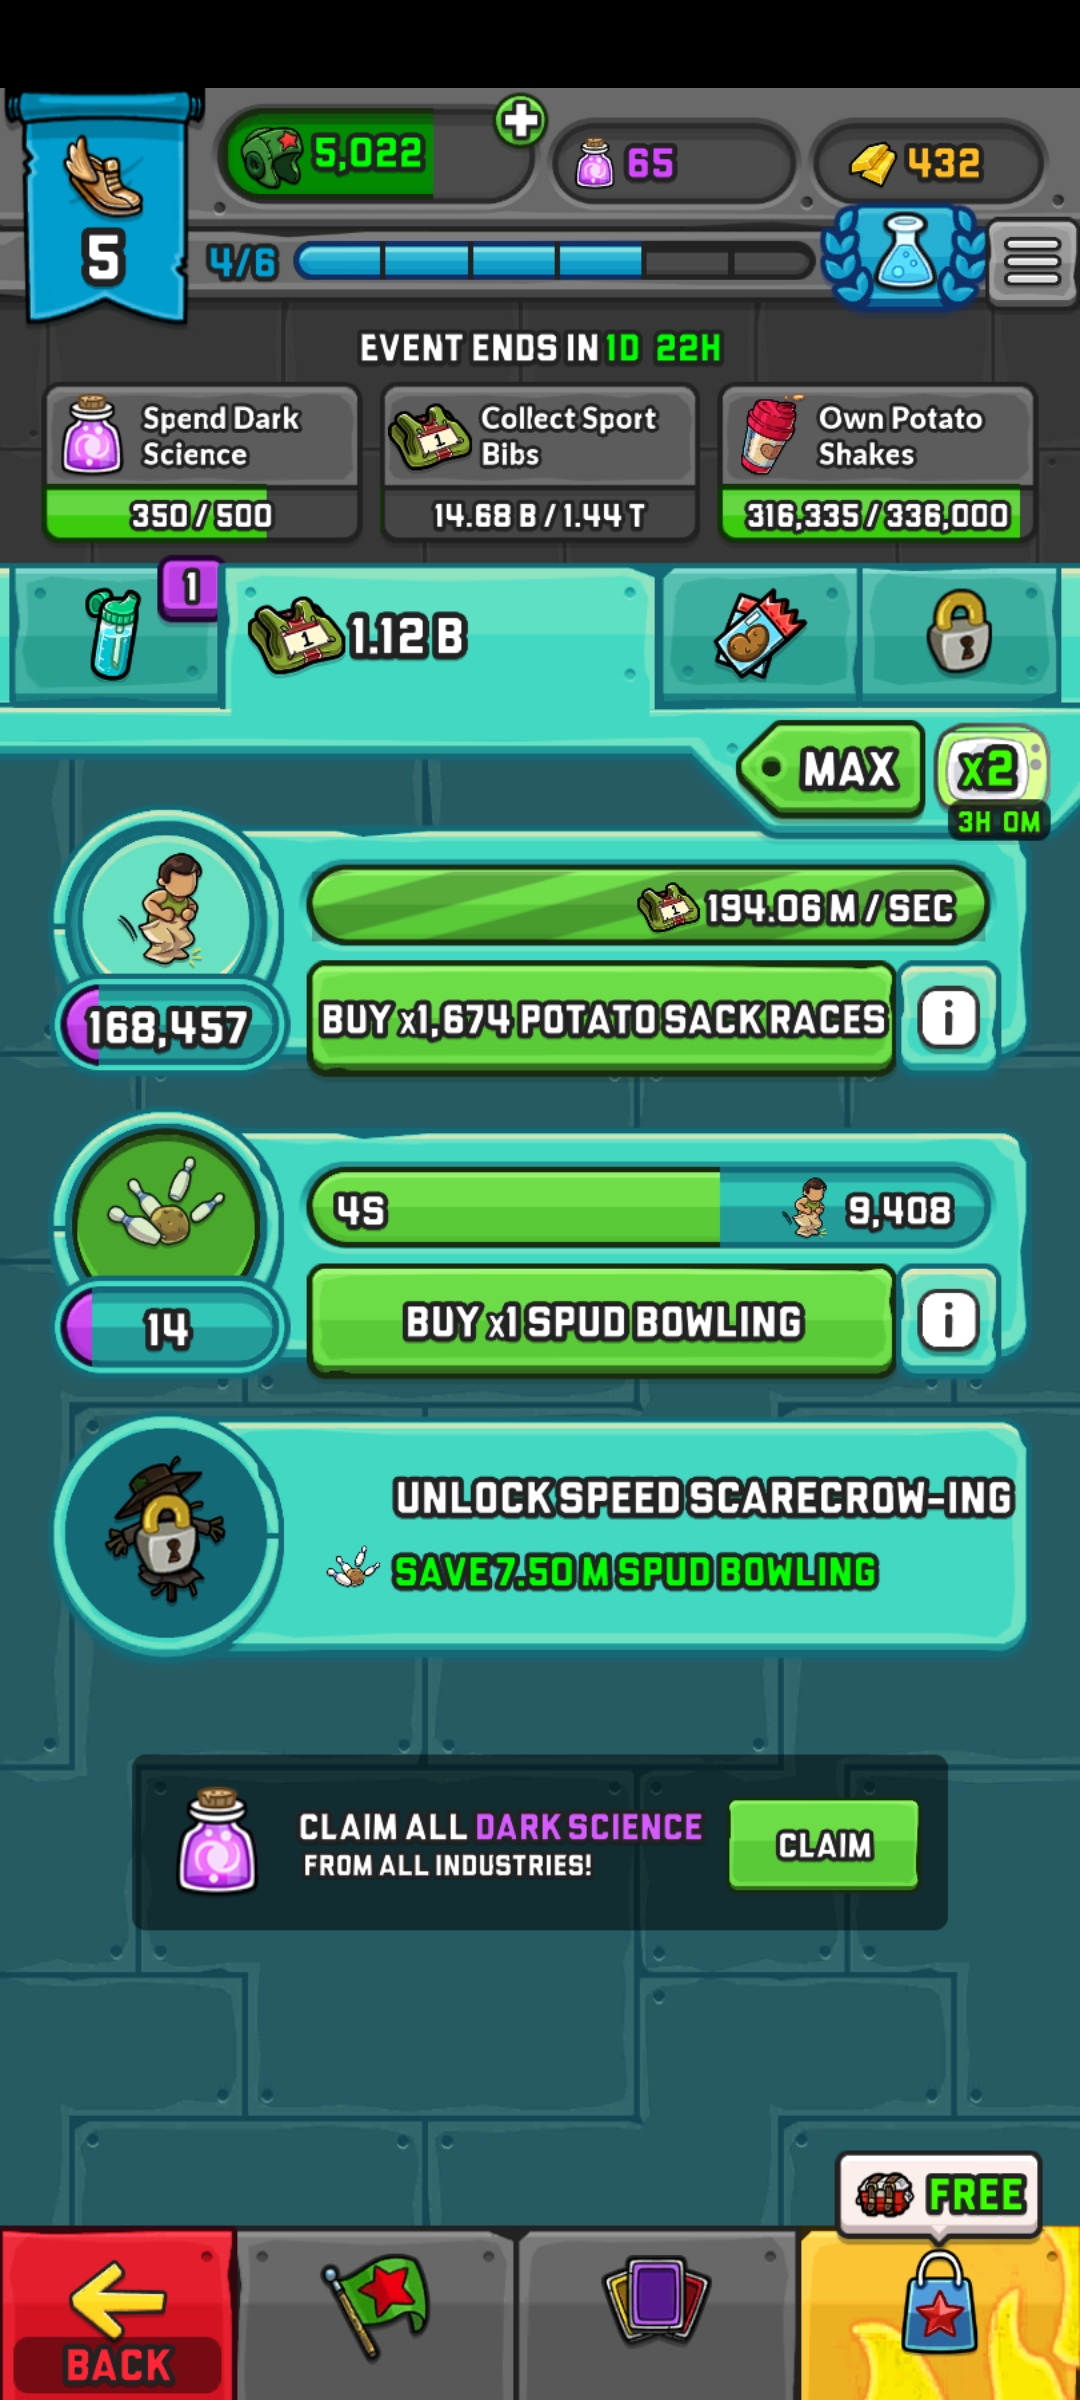 5,022
65
432
5
4/6
EVENT ENDS IN 1D 22H
Spend Dark
Science
350/500
Collect Sport
Bibs
14.68 B/1.44 T
Own Potato
Shakes
316,335/336,000
1
1
1.12 B
MAX
x2
3H 0M
1
194.06 M/SEC
168,457
BUY x1,674 POTATO SACK RACES
i
4S
9,408
14
BUY x1 SPUD BOWLING
i
UNLOCK SPEED SCARECROW-ING
SAVE 7.50 M SPUD BOWLING
CLAIM ALL DARK SCIENCE
FROM ALL INDUSTRIES!
CLAIM
FREE
BACK